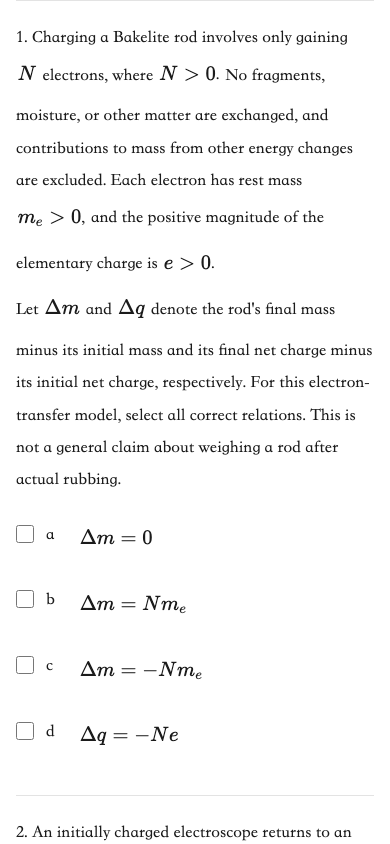 1. Charging a Bakelite rod involves only gaining
N electrons, where N > 0. No fragments,
moisture, or other matter are exchanged, and
contributions to mass from other energy changes
are excluded. Each electron has rest mass
mₑ > 0, and the positive magnitude of the
elementary charge is e > 0.
Let Δm and Δq denote the rod's final mass
minus its initial mass and its final net charge minus
its initial net charge, respectively. For this electron-
transfer model, select all correct relations. This is
not a general claim about weighing a rod after
actual rubbing.
a Δm = 0
b Δm = Nmₑ
c Δm = −Nmₑ
d Δq = −Ne
2. An initially charged electroscope returns to an